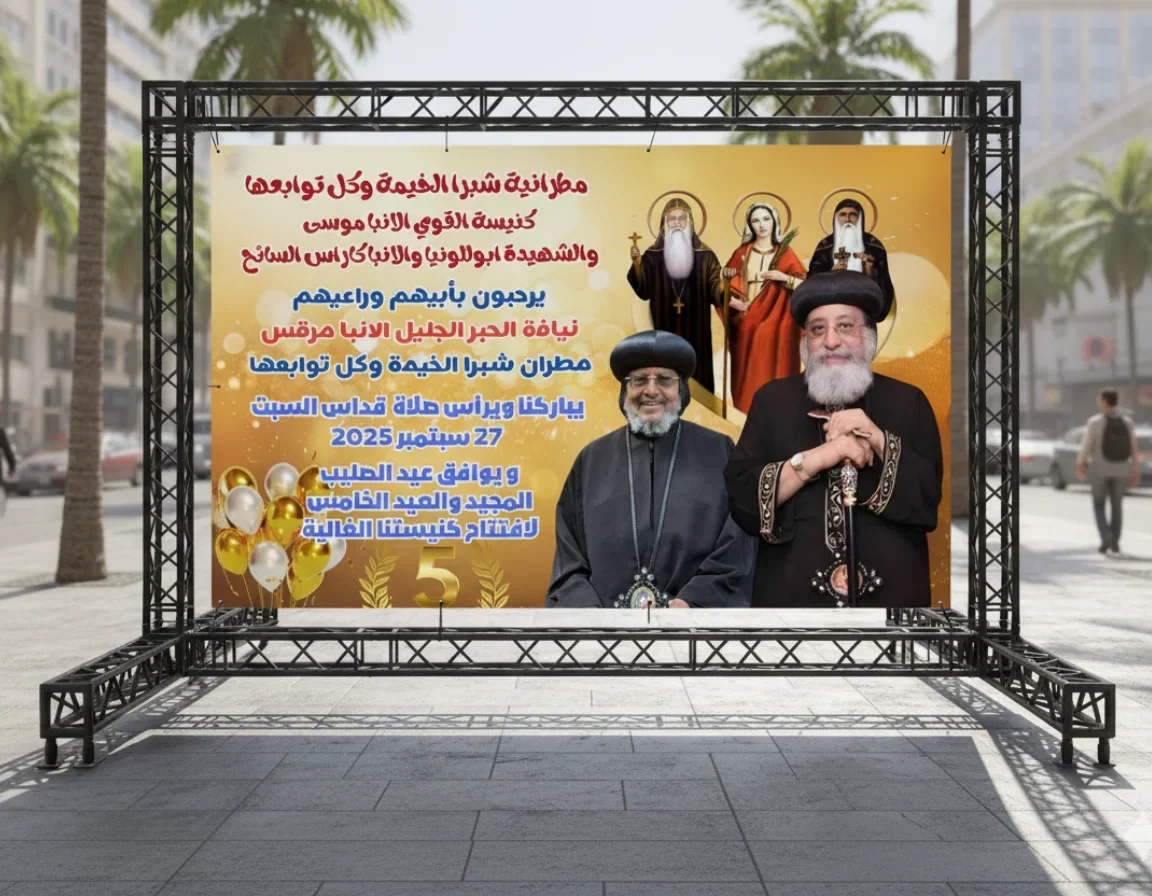 مطرانية شبرا الخيمة وكل توابعها
كنيسة القوي الانبا موسى
والشهيدة ابوللونيا والانبا كاراس السائح
يرحبون بأبيهم وراعيهم
نيافة الحبر الجليل الانبا مرقس
مطران شبرا الخيمة وكل توابعها
يباركنا ويرأس صلاة قداس السبت
27 سبتمبر 2025
و يوافق عيد الصليب
المجيد والعيد الخامس
لافتتاح كنيستنا الغالية
5